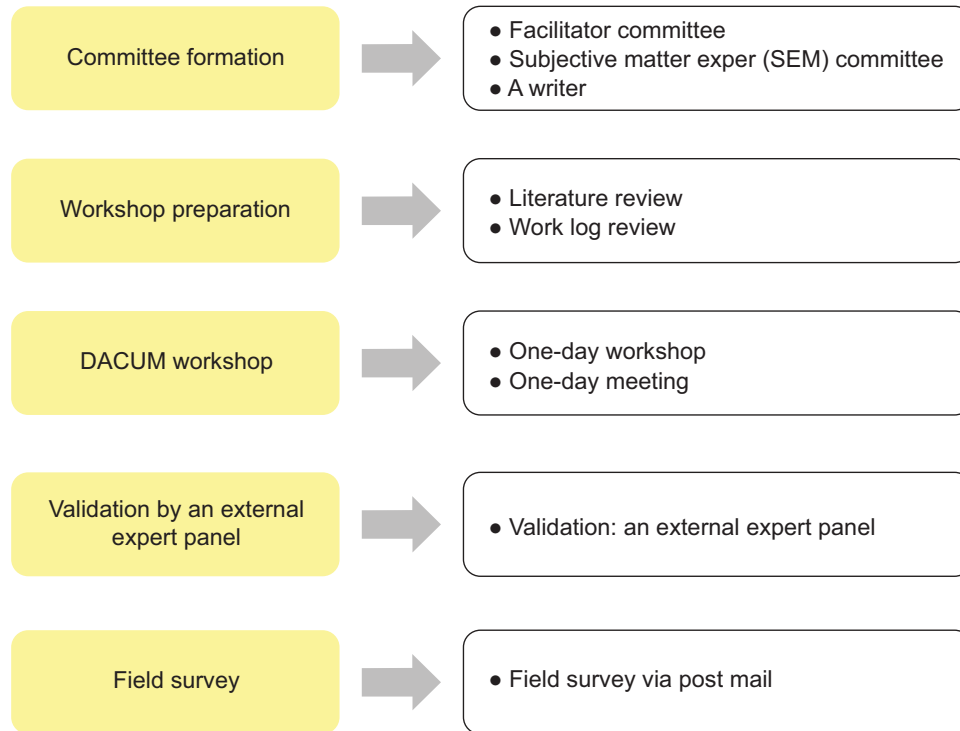 Committee formation
● Facilitator committee
● Subjective matter exper (SEM) committee
● A writer
Workshop preparation
● Literature review
● Work log review
DACUM workshop
● One-day workshop
● One-day meeting
Validation by an external
expert panel
● Validation: an external expert panel
Field survey
● Field survey via post mail